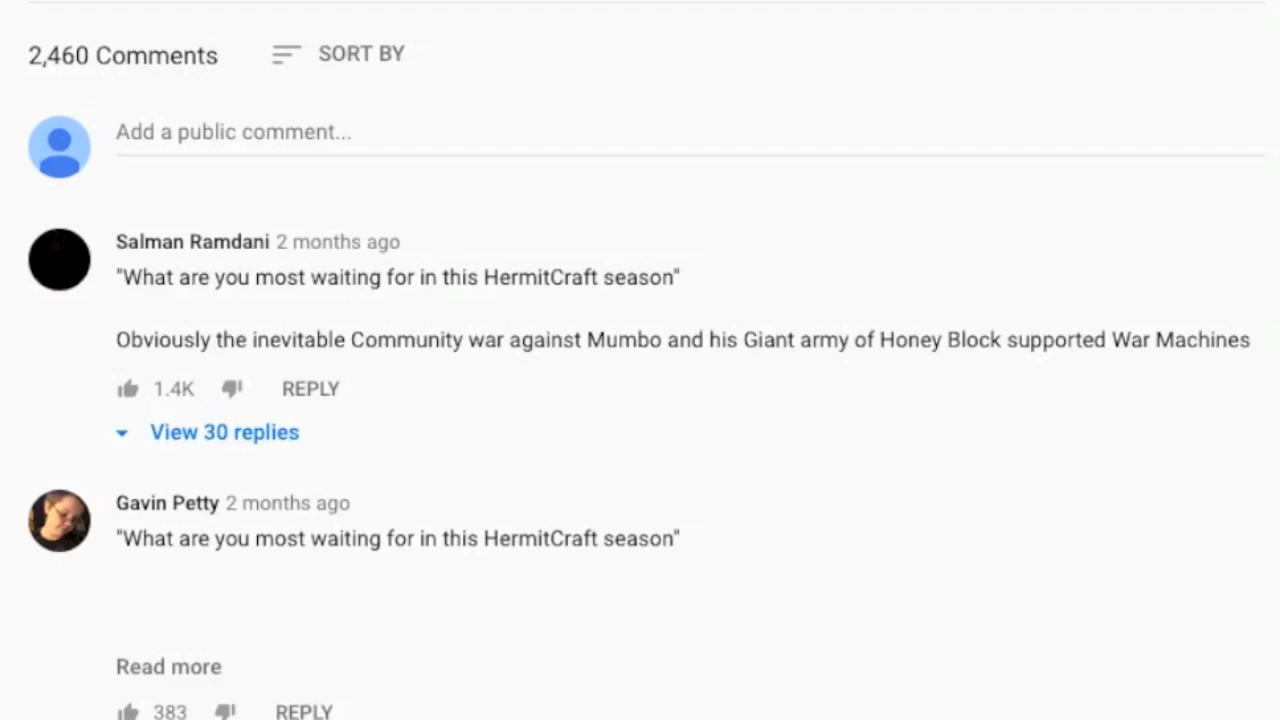 2,460 Comments SORT BY
Add a public comment...
Salman Ramdani 2 months ago
"What are you most waiting for in this HermitCraft season"
Obviously the inevitable Community war against Mumbo and his Giant army of Honey Block supported War Machines
1.4K REPLY
View 30 replies
Gavin Petty 2 months ago
"What are you most waiting for in this HermitCraft season"
Read more
383 REPLY